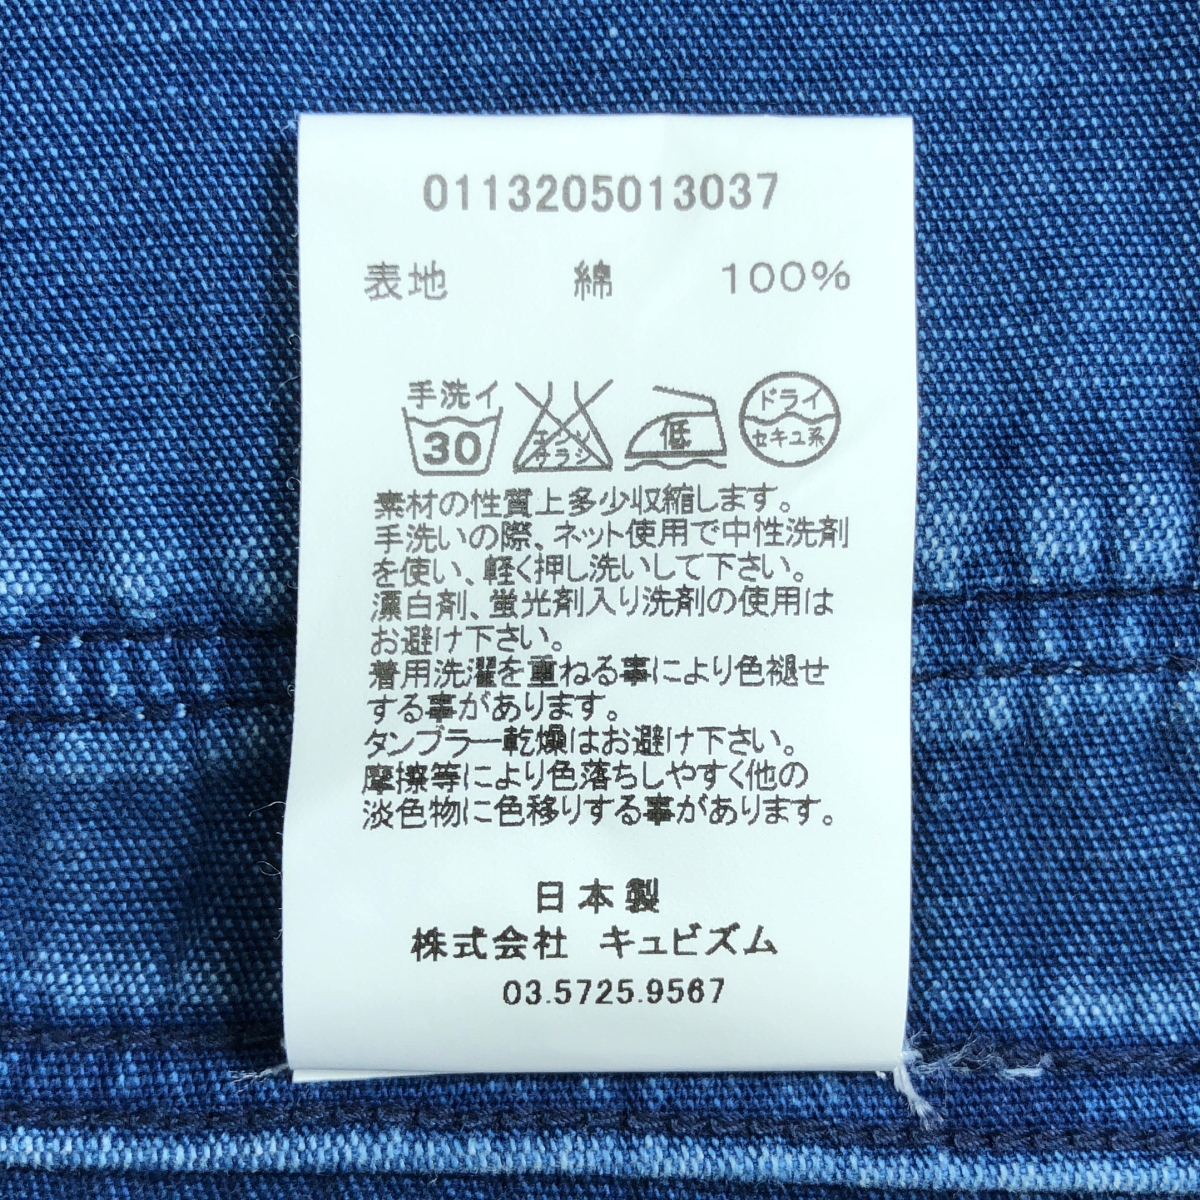 0113205013037
表地 綿 100%
手洗イ 30 エンソサラシ 低 ドライ セキユ系
素材の性質上多少収縮します。
手洗いの際、ネット使用で中性洗剤
を使い、軽く押し洗いして下さい。
漂白剤、蛍光剤入り洗剤の使用は
お避け下さい。
着用洗濯を重ねる事により色褪せ
する事があります。
タンブラー乾燥はお避け下さい。
摩擦等により色落ちしやすく他の
淡色物に色移りする事があります。
日本製
株式会社 キュビズム
03.5725.9567